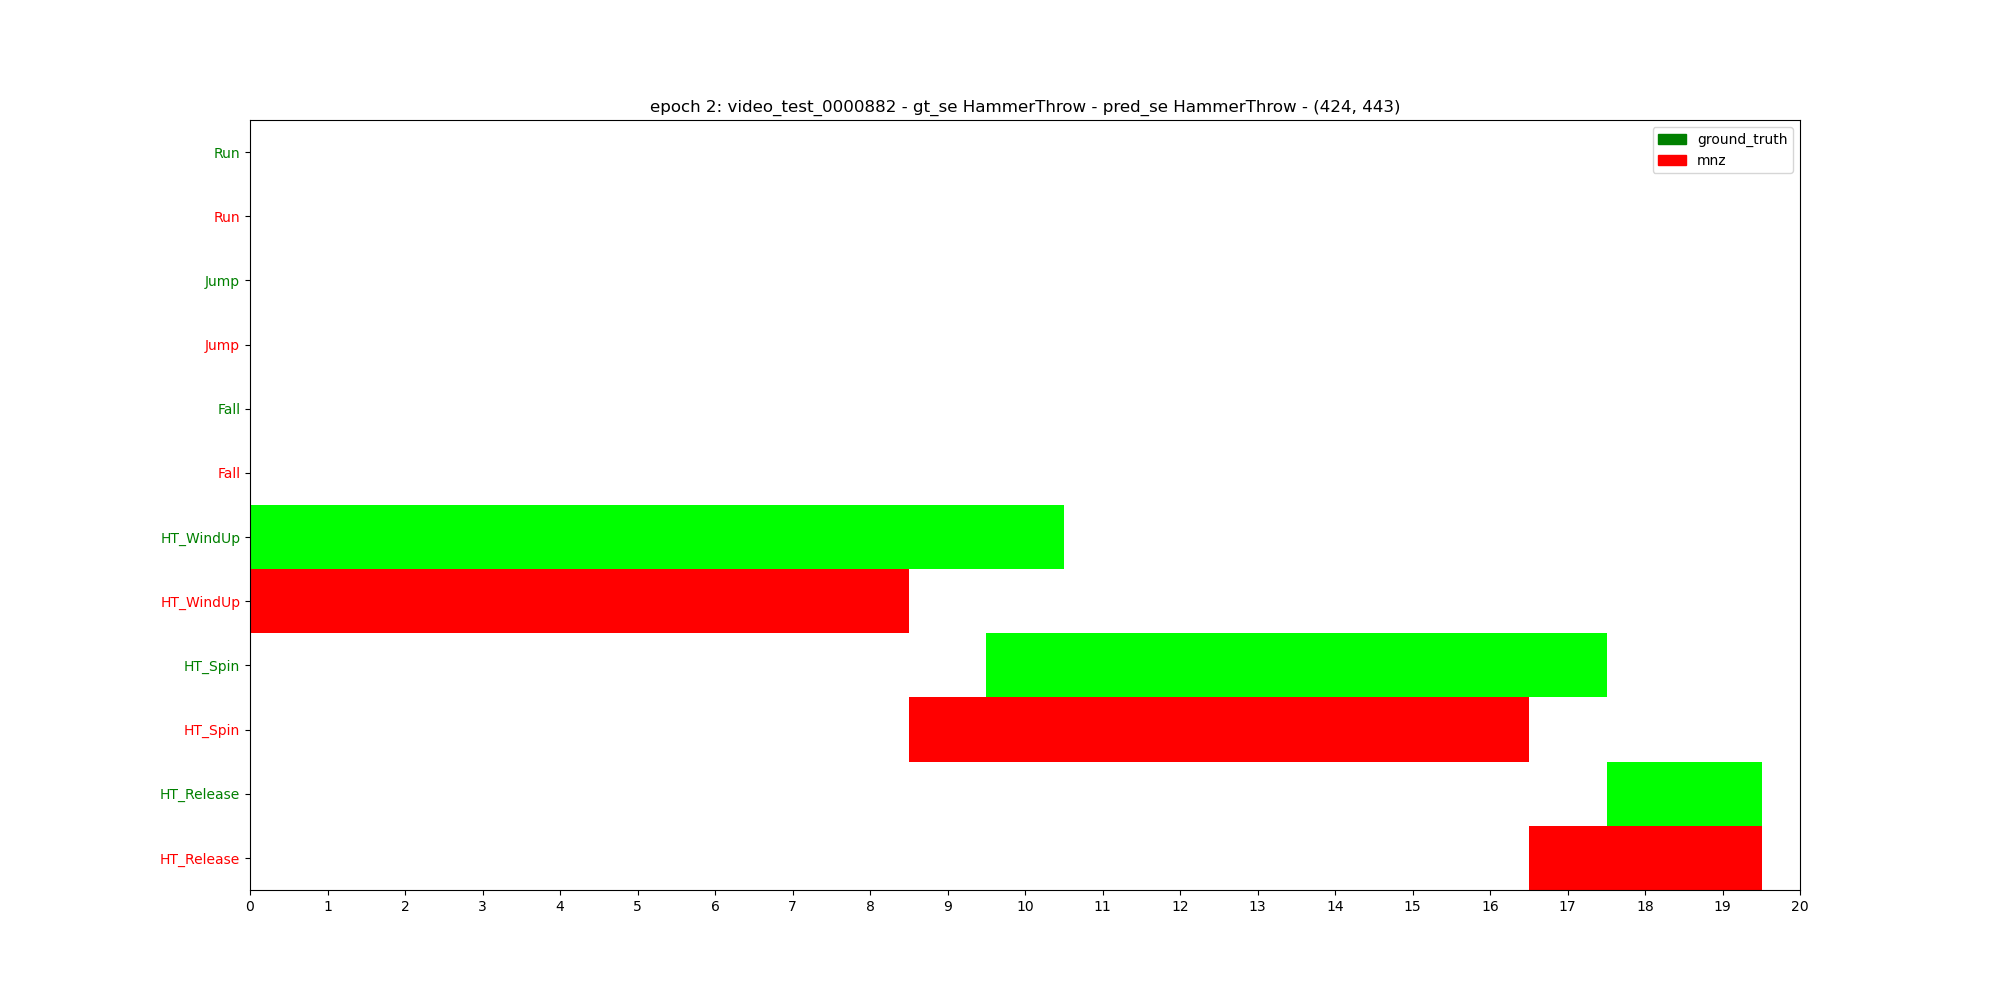 epoch 2: video_test_0000882 - gt_se HammerThrow - pred_se HammerThrow - (424, 443)
ground_truth
mnz
Run
Run
Jump
Jump
Fall
Fall
HT_WindUp
HT_WindUp
HT_Spin
HT_Spin
HT_Release
HT_Release
0 1 2 3 4 5 6 7 8 9 10 11 12 13 14 15 16 17 18 19 20